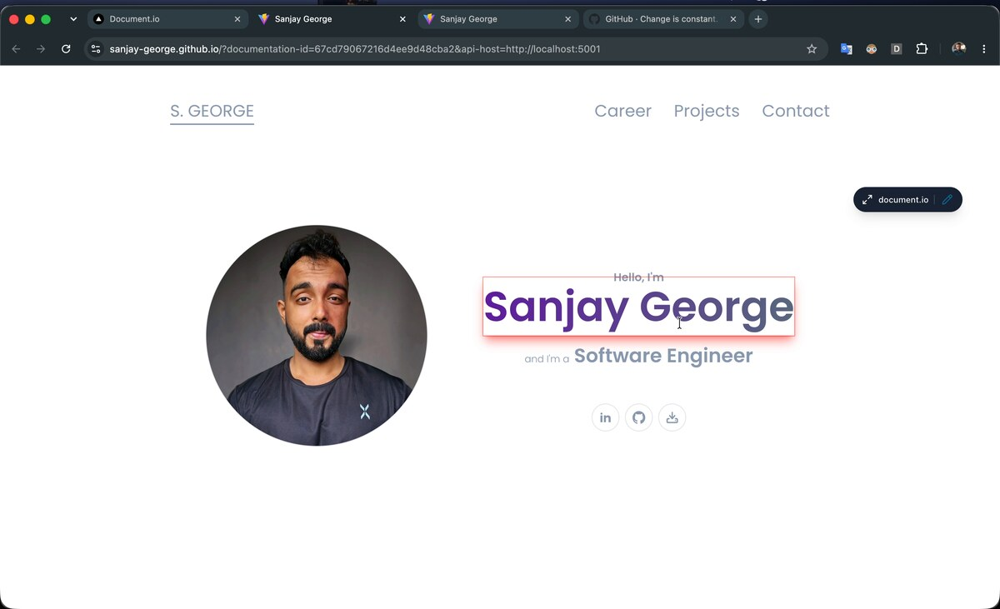 Document.io
Sanjay George
Sanjay George
GitHub · Change is constant.
sanjay-george.github.io/?documentation-id=67cd79067216d4ee9d48cba2&api-host=http://localhost:5001
D
S. GEORGE
Career
Projects
Contact
document.io
Hello, I'm
Sanjay George
and I'm a Software Engineer
in